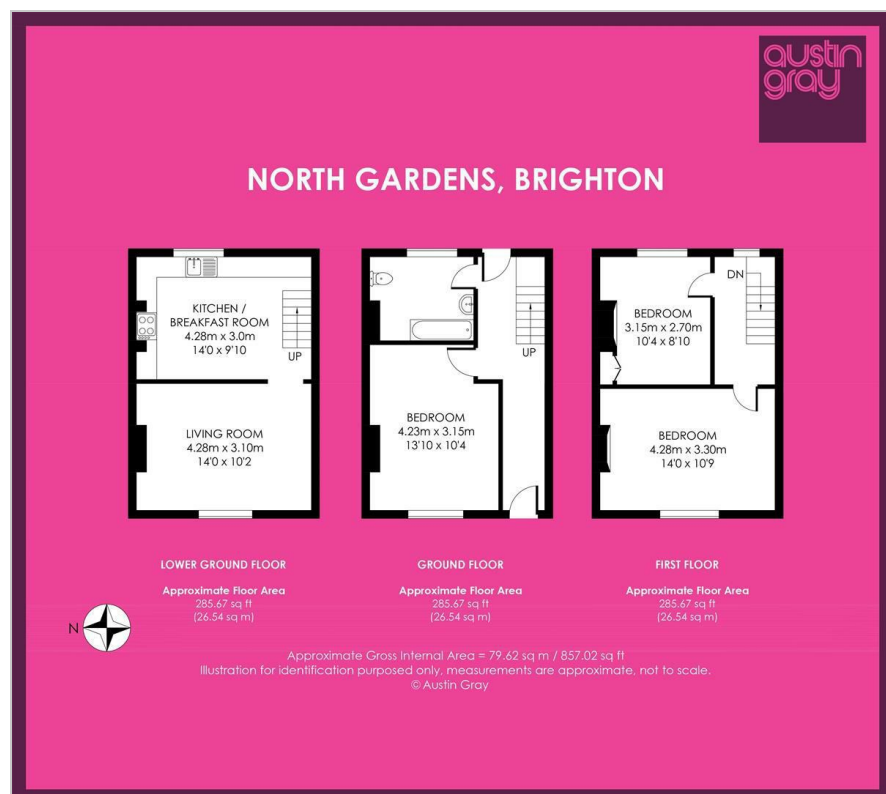 austin
gray
NORTH GARDENS, BRIGHTON
KITCHEN /
BREAKFAST ROOM
4.28m x 3.0m
14'0 x 9'10
UP
LIVING ROOM
4.28m x 3.10m
14'0 x 10'2
UP
BEDROOM
4.23m x 3.15m
13'10 x 10'4
DN
BEDROOM
3.15m x 2.70m
10'4 x 8'10
BEDROOM
4.28m x 3.30m
14'0 x 10'9
LOWER GROUND FLOOR
Approximate Floor Area
285.67 sq ft
(26.54 sq m)
GROUND FLOOR
Approximate Floor Area
285.67 sq ft
(26.54 sq m)
FIRST FLOOR
Approximate Floor Area
285.67 sq ft
(26.54 sq m)
N
Approximate Gross Internal Area = 79.62 sq m / 857.02 sq ft
Illustration for identification purposed only, measurements are approximate, not to scale.
© Austin Gray